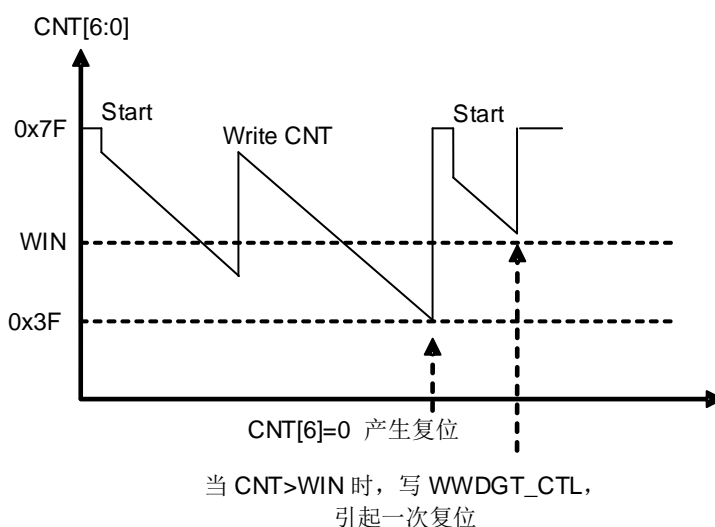 CNT[6:0]
Start
Start
0x7F
Write CNT
WIN
0x3F
CNT[6]=0 产生复位
当 CNT>WIN 时，写 WWDGT_CTL，
引起一次复位